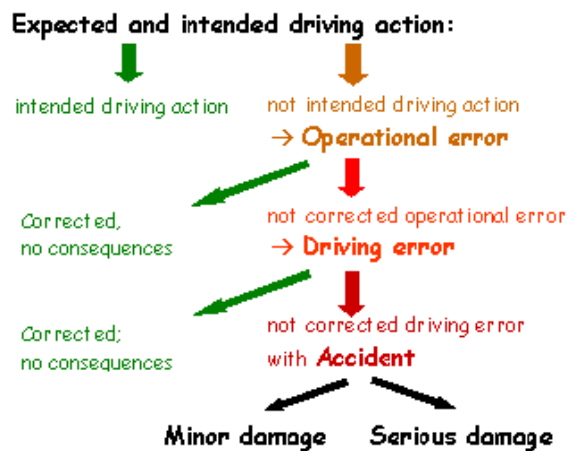 Expected and intended driving action:
intended driving action
not intended driving action
→ Operational error
Corrected,
no consequences
not corrected operational error
→ Driving error
Corrected;
no consequences
not corrected driving error
with Accident
Minor damage
Serious damage